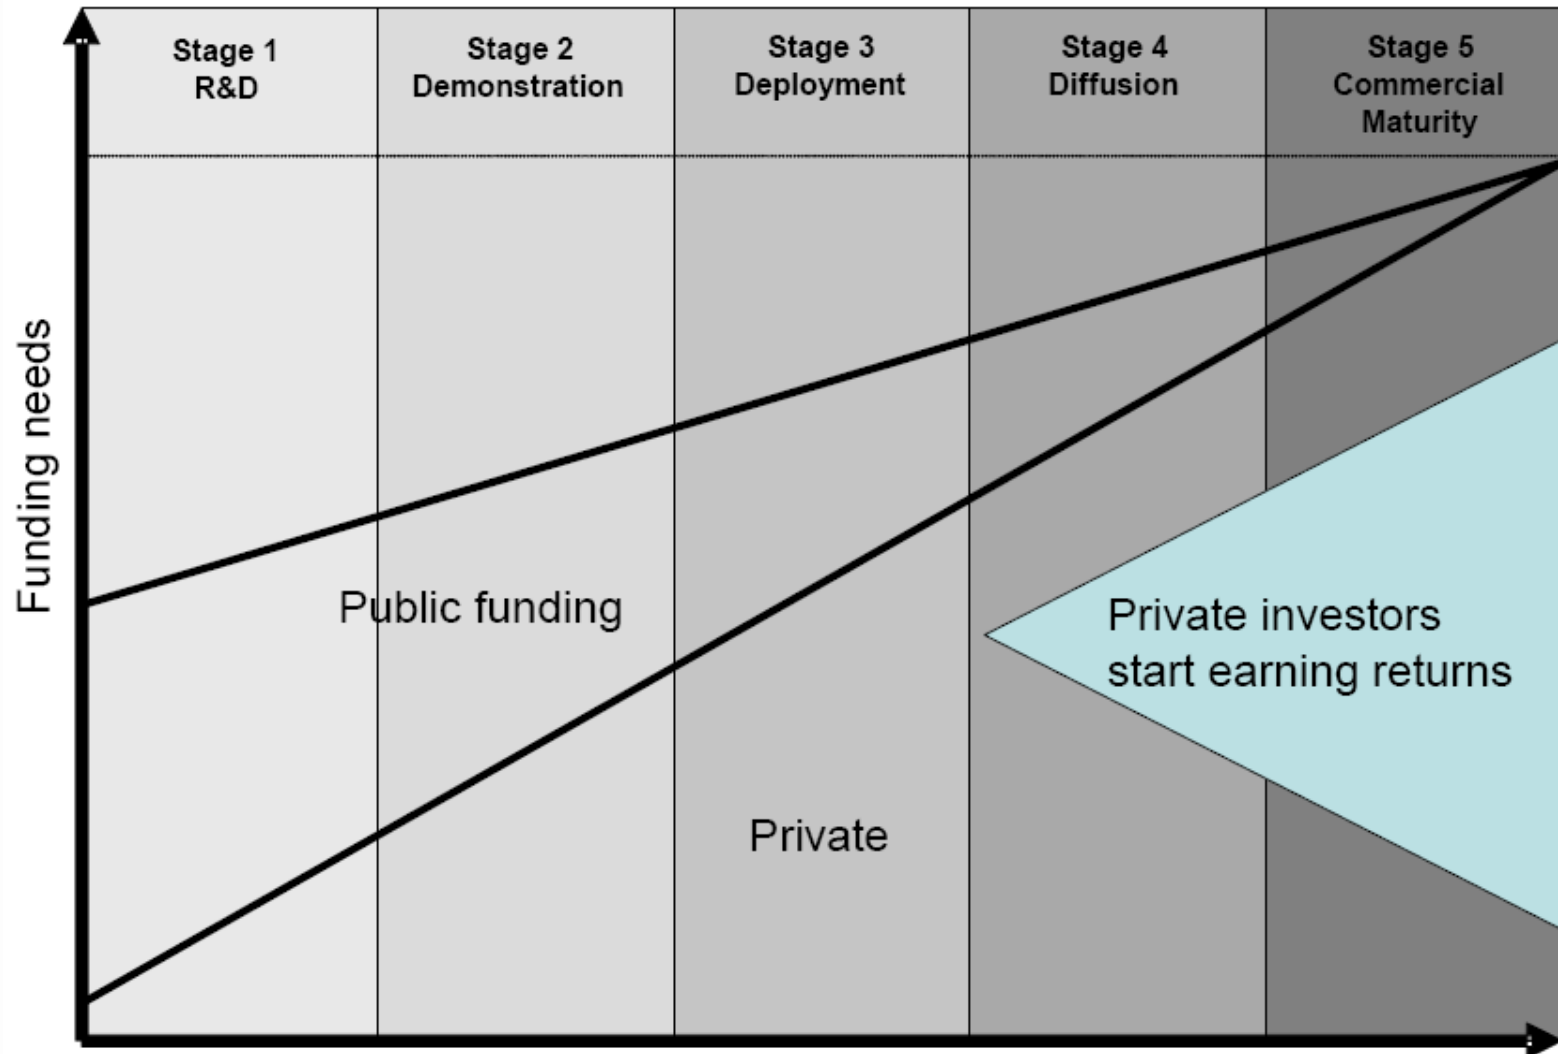 Stage 1
R&D
Stage 2
Demonstration
Stage 3
Deployment
Stage 4
Diffusion
Stage 5
Commercial
Maturity
Funding needs
Public funding
Private investors
start earning returns
Private